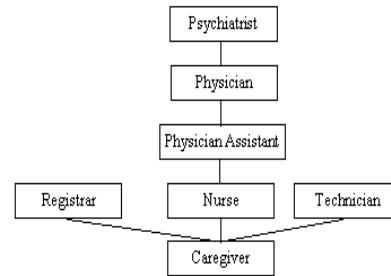 Psychiatrist
Physician
Physician Assistant
Registrar Nurse Technician
Caregiver